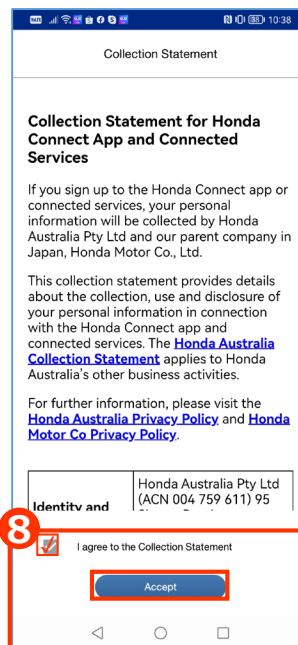 88 10:38
Collection Statement
Collection Statement for Honda
Connect App and Connected
Services
If you sign up to the Honda Connect app or
connected services, your personal
information will be collected by Honda
Australia Pty Ltd and our parent company in
Japan, Honda Motor Co., Ltd.
This collection statement provides details
about the collection, use and disclosure of
your personal information in connection
with the Honda Connect app and
connected services. The Honda Australia
Collection Statement applies to Honda
Australia’s other business activities.
For further information, please visit the
Honda Australia Privacy Policy and Honda
Motor Co Privacy Policy.
Honda Australia Pty Ltd
(ACN 004 759 611) 95
Identity and
8
I agree to the Collection Statement
Accept